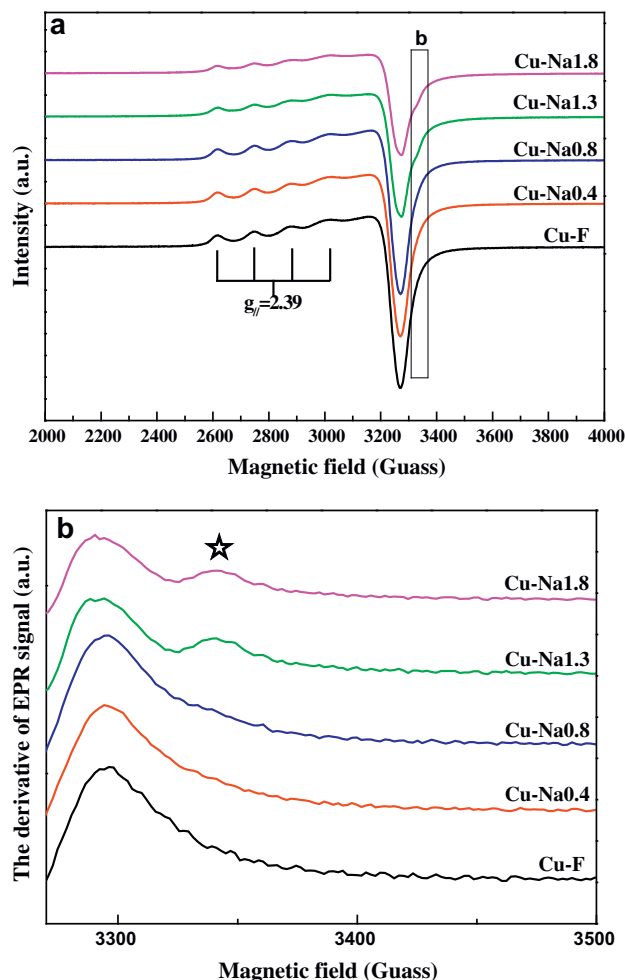 a
b
Cu-Na1.8
Cu-Na1.3
Cu-Na0.8
Cu-Na0.4
Cu-F
g//=2.39
Intensity (a.u.)
2000 2200 2400 2600 2800 3000 3200 3400 3600 3800 4000
Magnetic field (Guass)
b
Cu-Na1.8
Cu-Na1.3
Cu-Na0.8
Cu-Na0.4
Cu-F
The derivative of EPR signal (a.u.)
3300 3400 3500
Magnetic field (Guass)